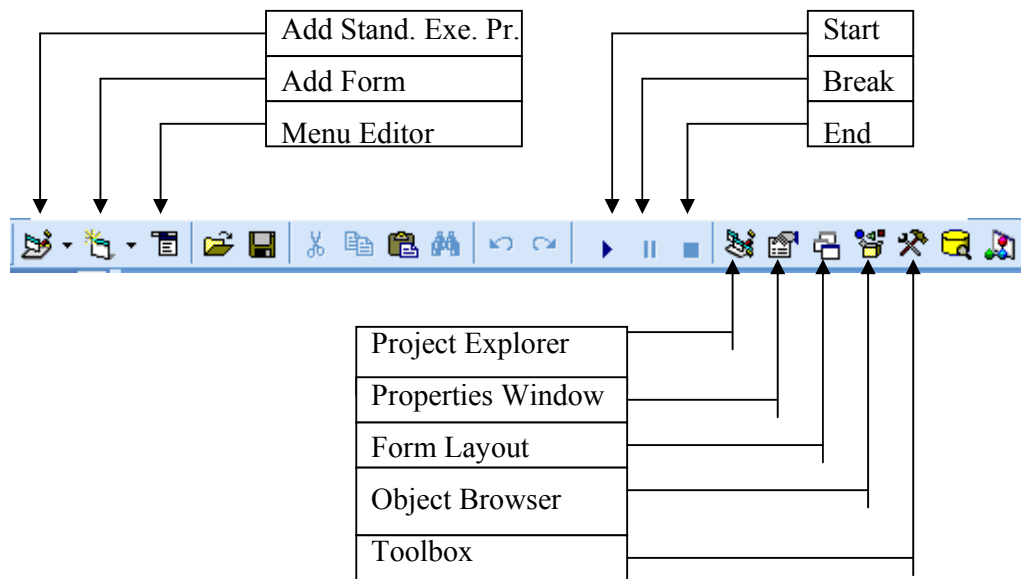 Add Stand. Exe. Pr.
Add Form
Menu Editor
Start
Break
End
Project Explorer
Properties Window
Form Layout
Object Browser
Toolbox